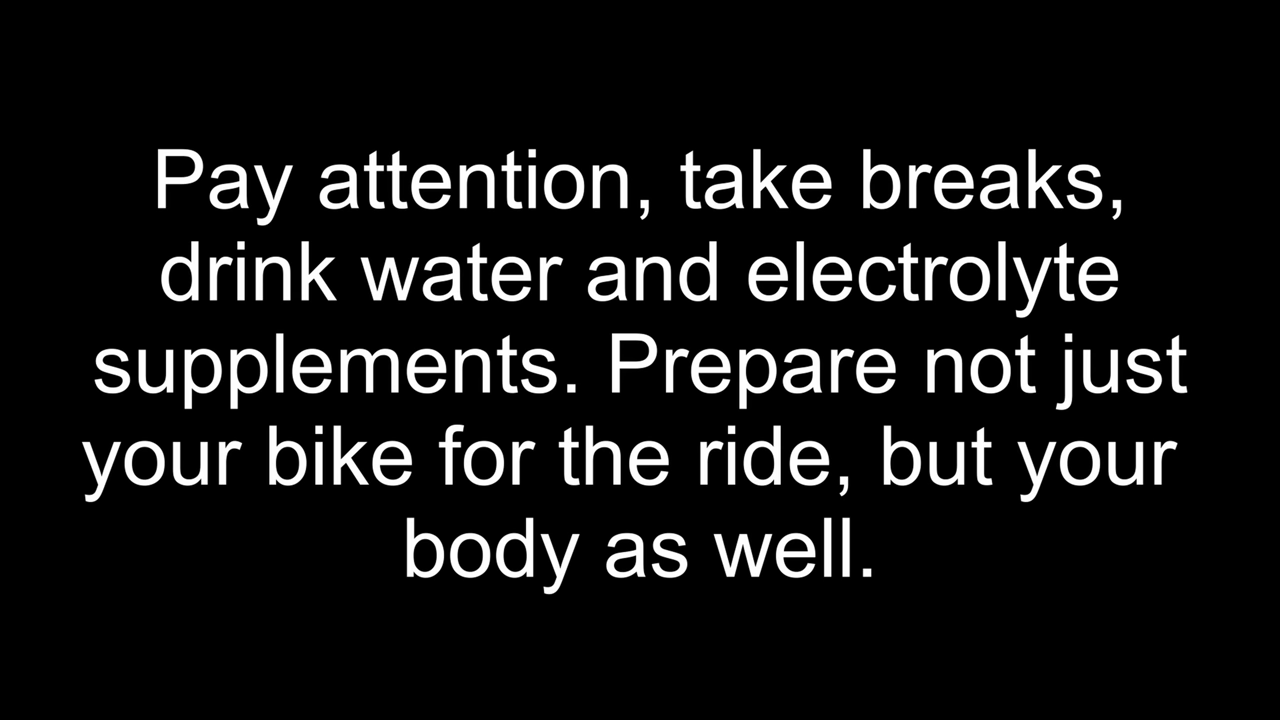 Pay attention, take breaks,
drink water and electrolyte
supplements. Prepare not just
your bike for the ride, but your
body as well.